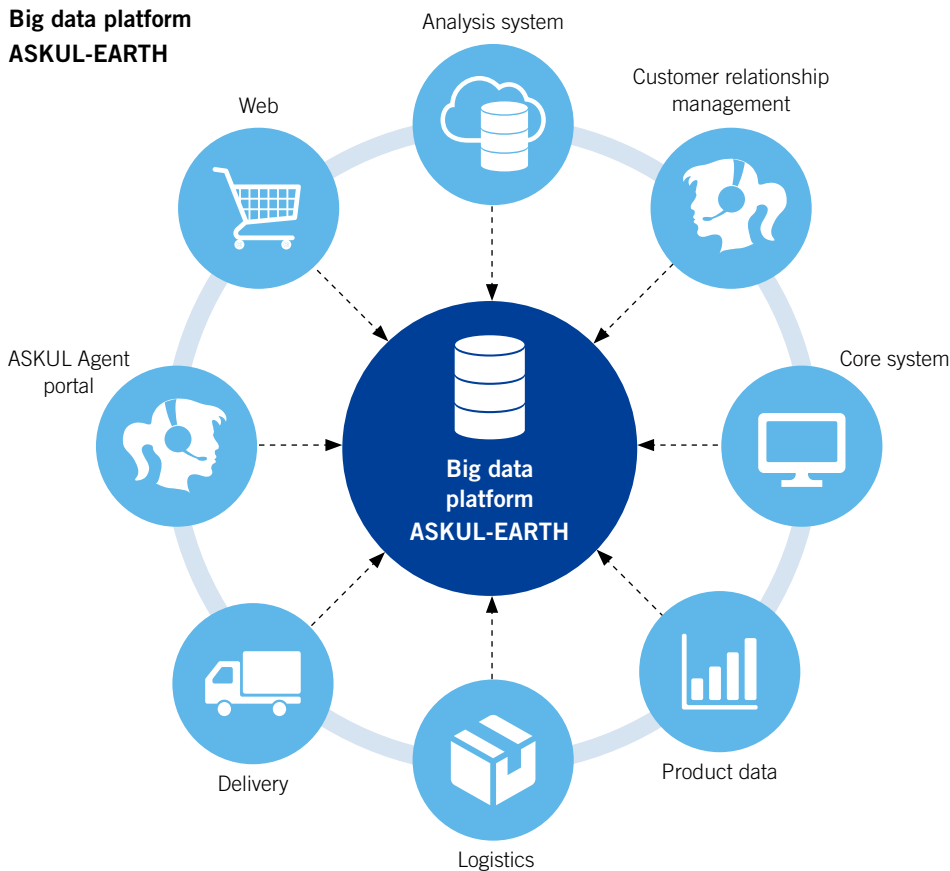 Big data platform
ASKUL-EARTH
Analysis system
Customer relationship
management
Web
ASKUL Agent
portal
Core system
Big data
platform
ASKUL-EARTH
Delivery
Product data
Logistics